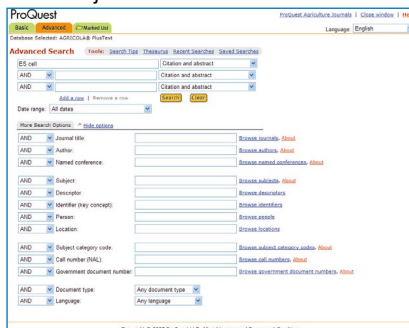 ProQuest
ProQuest Agriculture Journals | Close window |
Basic Advanced Marked List Language: English
Database Selected: AGRICOLA® PlusText
Advanced Search Tools: Search Tips Thesaurus Recent Searches Saved Searches
ES cell Citation and abstract
AND Citation and abstract
AND Citation and abstract
Add a row | Remove a row Search Clear
Date range: All dates
More Search Options Hide options
AND Journal title: Browse journals, About
AND Author: Browse authors, About
AND Named conference: Browse named conferences, About
AND Subject: Browse subjects, About
AND Descriptor: Browse descriptors
AND Identifier (key concept): Browse identifiers
AND Person: Browse people
AND Location: Browse locations
AND Subject category code: Browse subject category codes, About
AND Call number (NAL): Browse call numbers, About
AND Government document number: Browse government document numbers, About
AND Document type: Any document type
AND Language: Any language